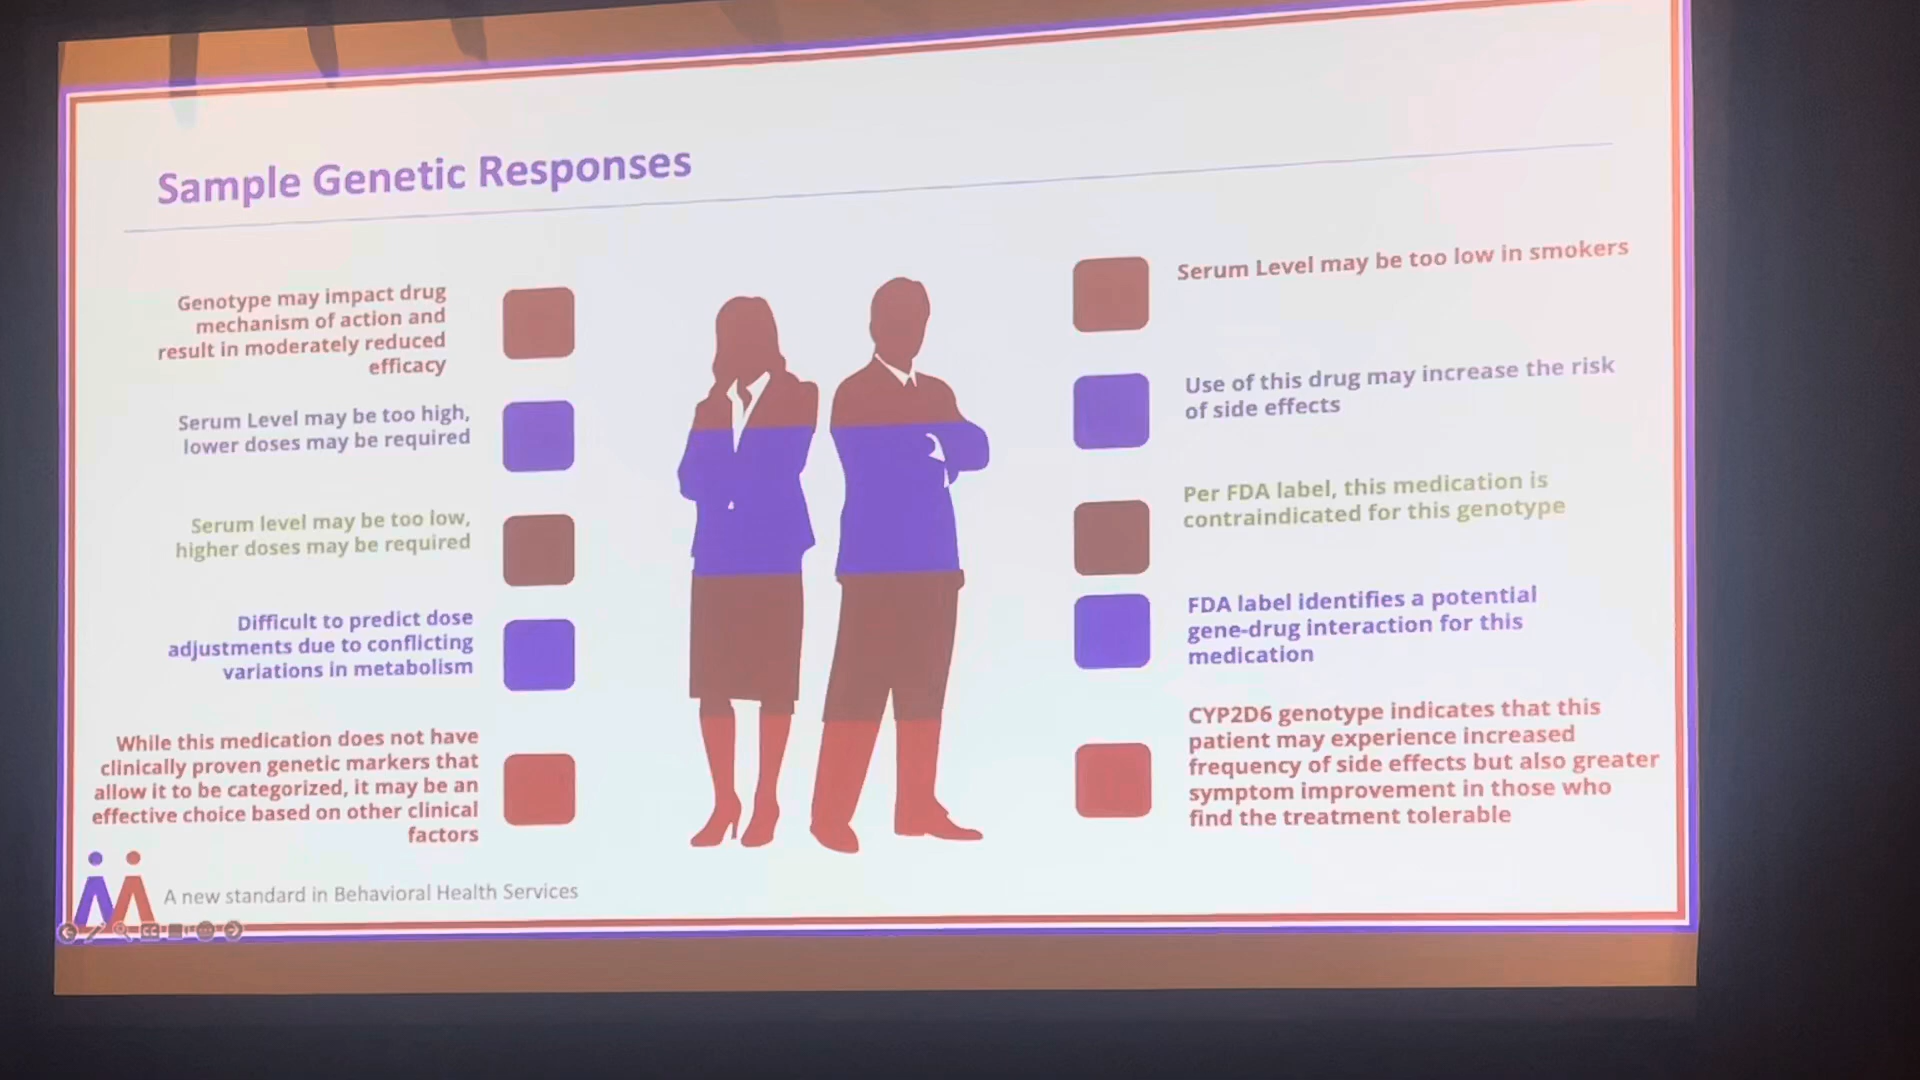 Sample Genetic Responses
Genotype may impact drug
mechanism of action and
result in moderately reduced
efficacy
Serum Level may be too high,
lower doses may be required
Serum level may be too low,
higher doses may be required
Difficult to predict dose
adjustments due to conflicting
variations in metabolism
While this medication does not have
clinically proven genetic markers that
allow it to be categorized, it may be an
effective choice based on other clinical
factors
Serum Level may be too low in smokers
Use of this drug may increase the risk
of side effects
Per FDA label, this medication is
contraindicated for this genotype
FDA label identifies a potential
gene-drug interaction for this
medication
CYP2D6 genotype indicates that this
patient may experience increased
frequency of side effects but also greater
symptom improvement in those who
find the treatment tolerable
A new standard in Behavioral Health Services
CC